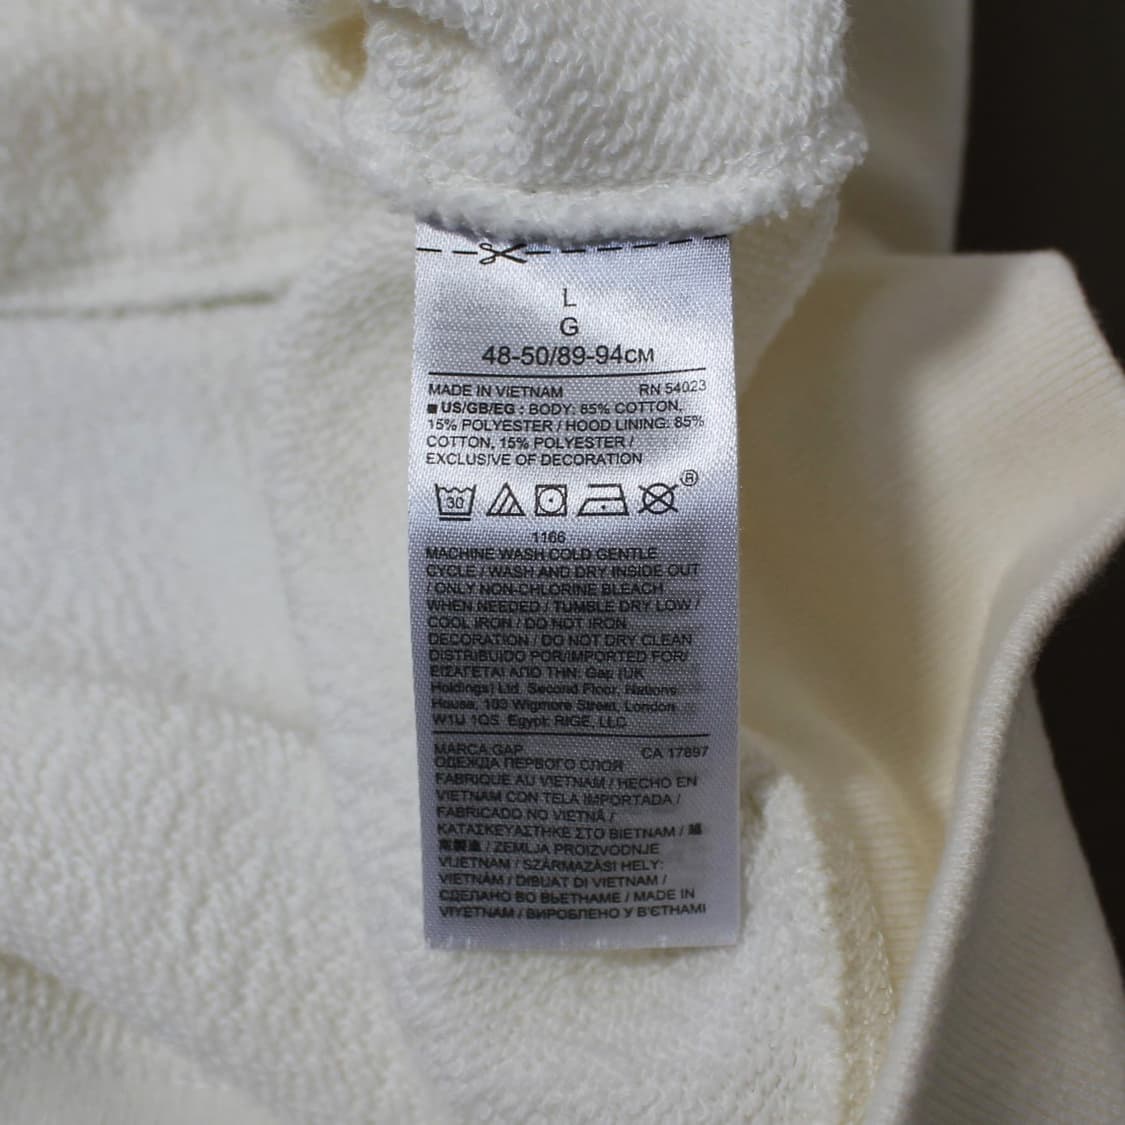 L
G
48-50/89-94CM
MADE IN VIETNAM RN 54023
■ US/GB/EG : BODY: 85% COTTON,
15% POLYESTER / HOOD LINING: 85%
COTTON, 15% POLYESTER /
EXCLUSIVE OF DECORATION
30
®
1166
MACHINE WASH COLD GENTLE
CYCLE / WASH AND DRY INSIDE OUT
/ ONLY NON-CHLORINE BLEACH
WHEN NEEDED / TUMBLE DRY LOW /
COOL IRON / DO NOT IRON
DECORATION / DO NOT DRY CLEAN
DISTRIBUIDO POR/IMPORTED FOR/
ΕΙΣΑΓΕΤΑΙ ΑΠΟ ΤΗΝ: Gap (UK
Holdings) Ltd. Second Floor, Nations
House, 103 Wigmore Street, London
W1U 1QS. Egypt: RIGE, LLC
MARCA:GAP CA 17897
ОДЕЖДА ПЕРВОГО СЛОЯ
FABRIQUE AU VIETNAM / HECHO EN
VIETNAM CON TELA IMPORTADA /
FABRICADO NO VIETNÃ /
ΚΑΤΑΣΚΕΥΑΣΤΗΚΕ ΣΤΟ ΒΙΕΤΝΑΜ / 越
南製造 / ZEMLJA PROIZVODNJE
VIJETNAM / SZÁRMAZÁSI HELY:
VIETNÁM / DIBUAT DI VIETNAM /
СДЕЛАНО ВО ВЬЕТНАМЕ / MADE IN
VIYETNAM / ВИРОБЛЕНО У В'ЄТНАМІ